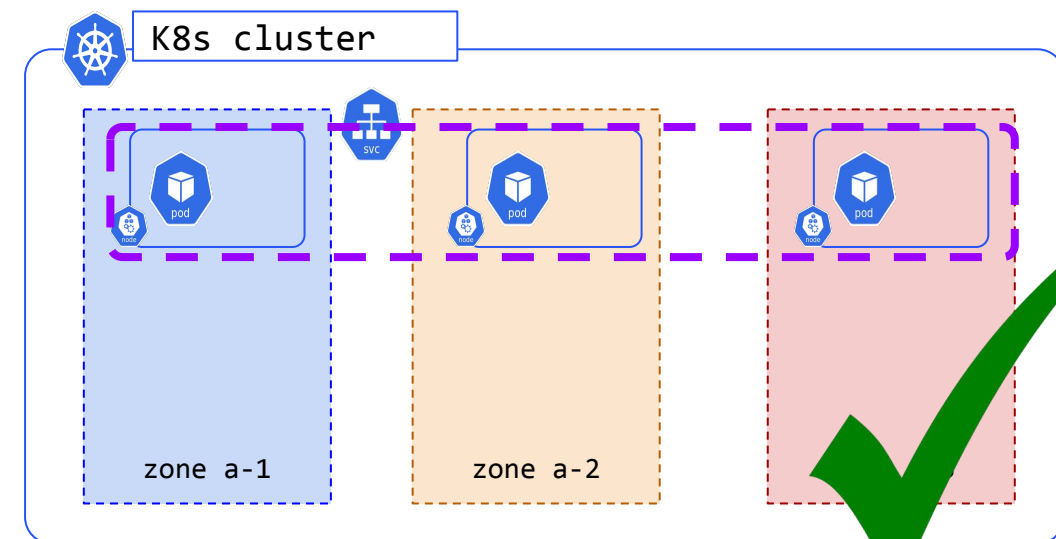 K8s cluster
svc
pod
pod
pod
node
node
node
zone a-1
zone a-2